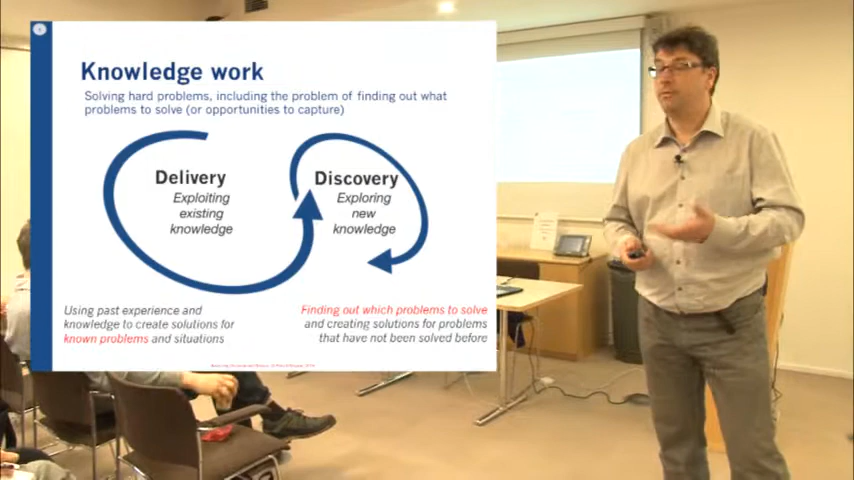 Knowledge work
Solving hard problems, including the problem of finding out what
problems to solve (or opportunities to capture)
Delivery
Exploiting
existing
knowledge
Discovery
Exploring
new
knowledge
Using past experience and
knowledge to create solutions for
known problems and situations
Finding out which problems to solve
and creating solutions for problems
that have not been solved before